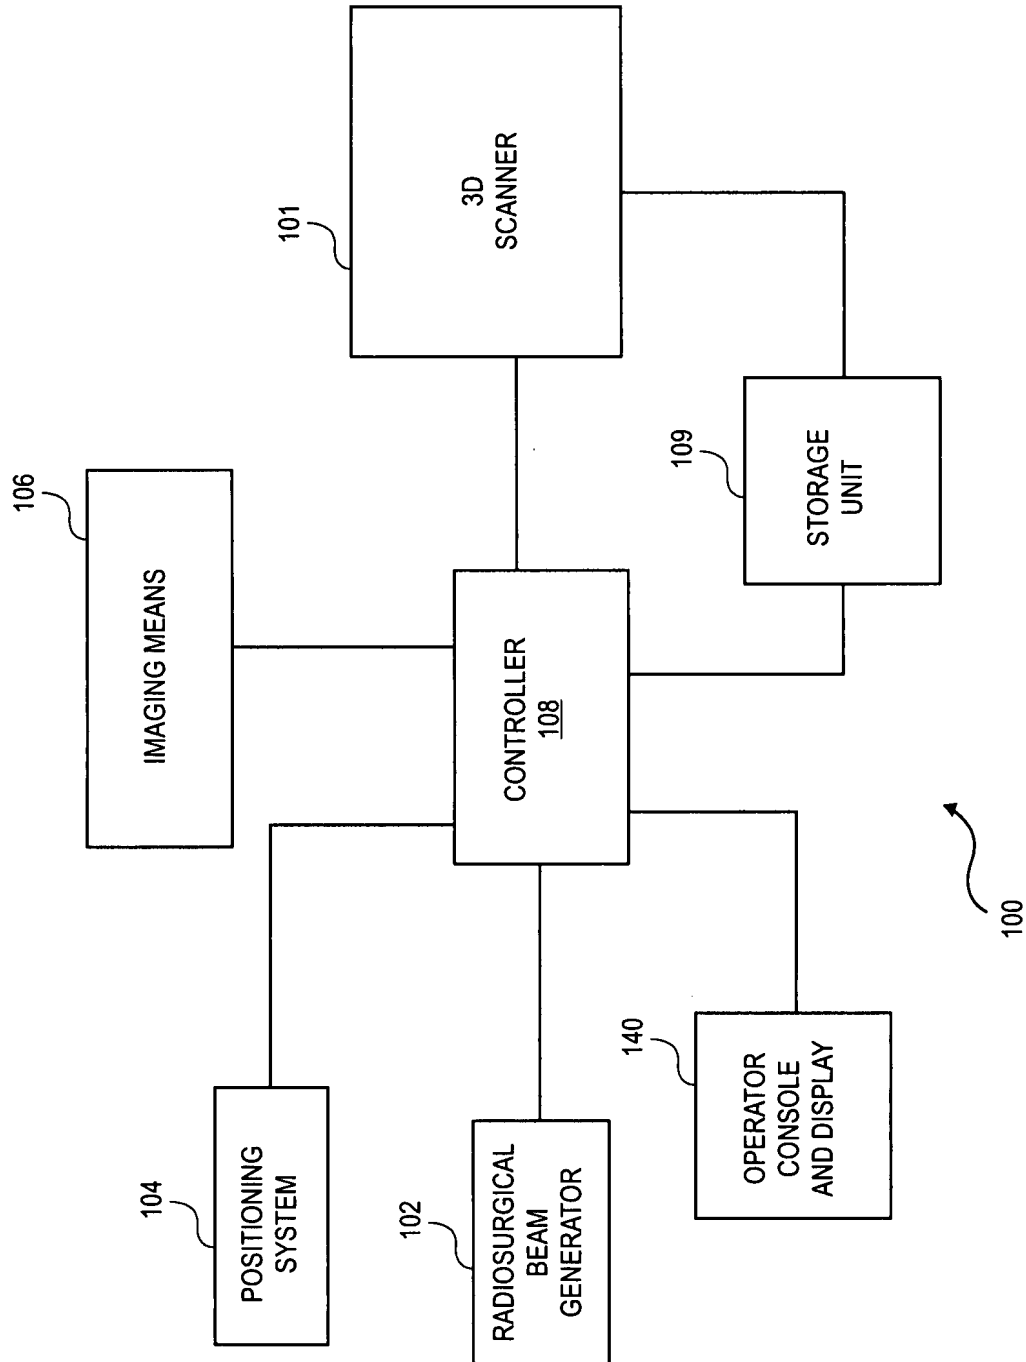 104
POSITIONING
SYSTEM
102
RADIOSURGICAL
BEAM
GENERATOR
140
OPERATOR
CONSOLE
AND DISPLAY
106
IMAGING MEANS
CONTROLLER
108
100
101
3D
SCANNER
109
STORAGE
UNIT